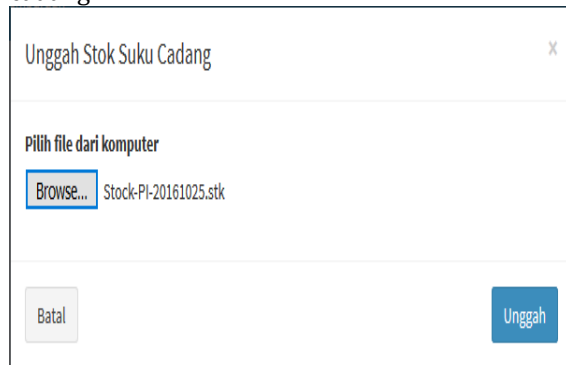 Unggah Stok Suku Cadang x
Pilih file dari komputer
Browse... Stock-PI-20161025.stk
Batal Unggah